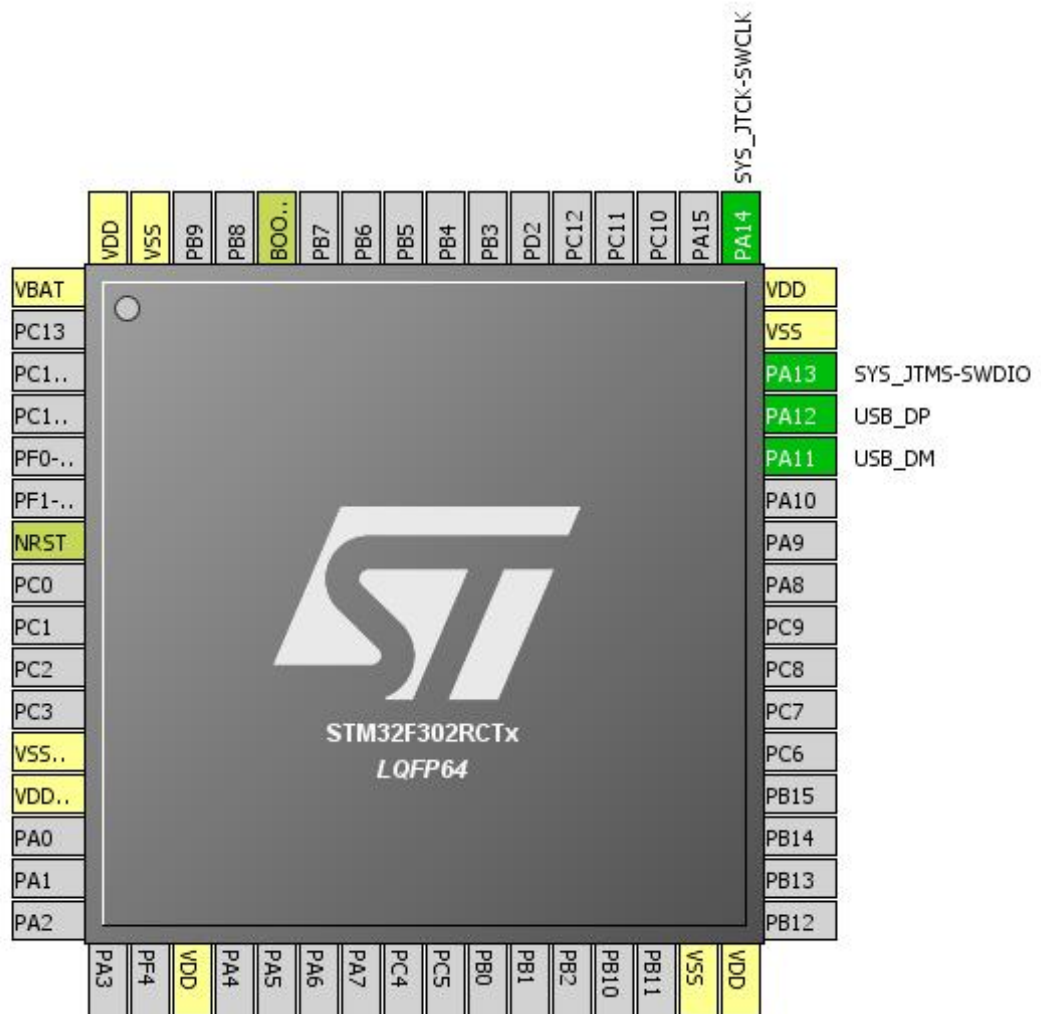 SYS_JTCK-SWCLK
VDD
VSS
PB9
PB8
BOO..
PB7
PB6
PB5
PB4
PB3
PD2
PC12
PC11
PC10
PA15
PA14
VBAT
PC13
PC1..
PC1..
PF0-..
PF1-..
NRST
PC0
PC1
PC2
PC3
VSS..
VDD..
PA0
PA1
PA2
VDD
VSS
PA13 SYS_JTMS-SWDIO
PA12 USB_DP
PA11 USB_DM
PA10
PA9
PA8
PC9
PC8
PC7
PC6
PB15
PB14
PB13
PB12
ST
STM32F302RCTx
LQFP64
PA3
PF4
VDD
PA4
PA5
PA6
PA7
PC4
PC5
PB0
PB1
PB2
PB10
PB11
VSS
VDD